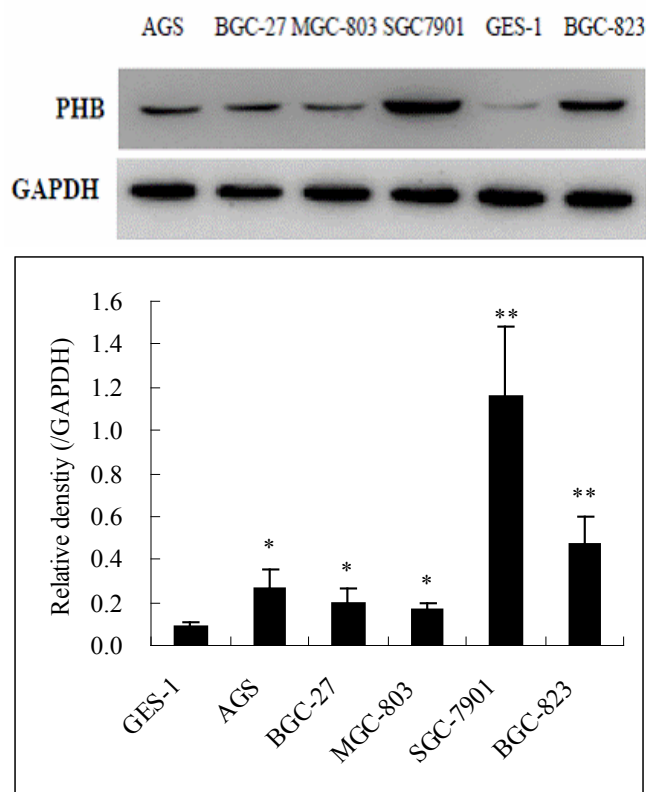 AGS BGC-27 MGC-803 SGC7901 GES-1 BGC-823
PHB
GAPDH
Relative denstiy (/GAPDH)
1.6
1.4
1.2
1.0
0.8
0.6
0.4
0.2
0.0
*
*
*
**
**
GES-1
AGS
BGC-27
MGC-803
SGC-7901
BGC-823